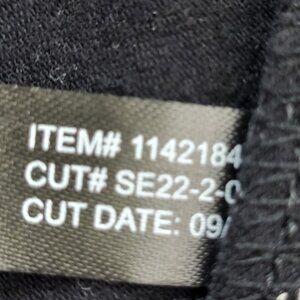 ITEM# 1142184
CUT# SE22-2-0
CUT DATE: 09/